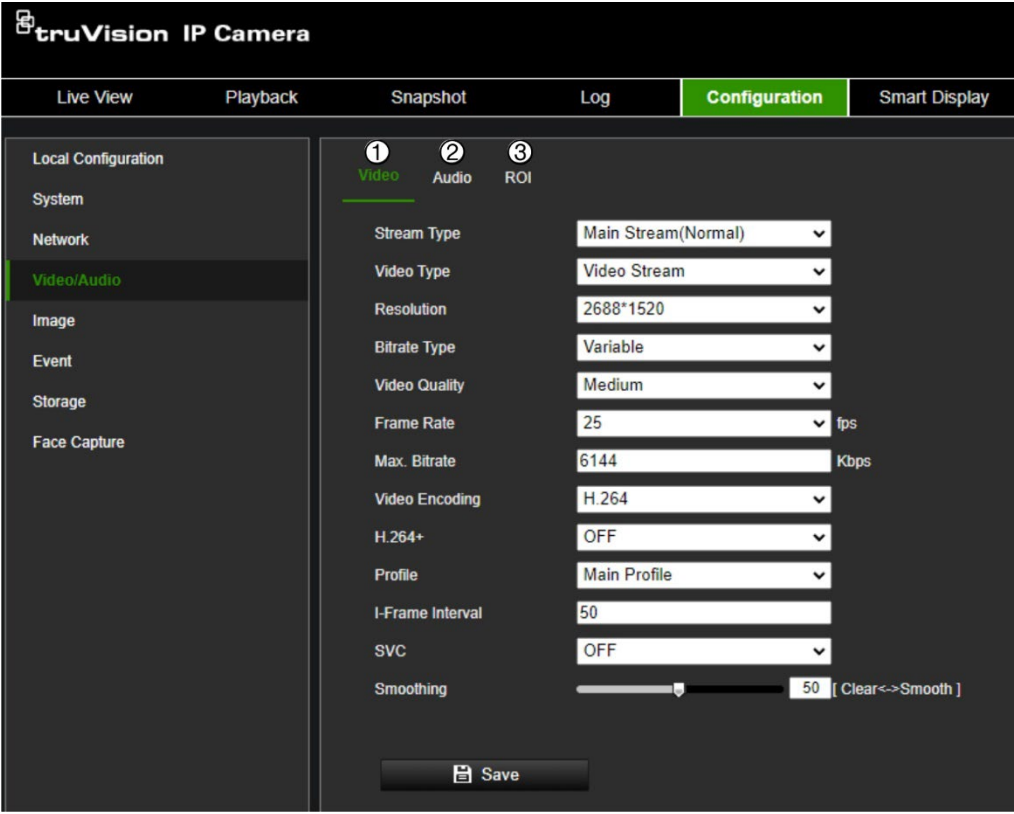 truVision IP Camera
Live View Playback Snapshot Log Configuration Smart Display
Local Configuration
System
Network
Video/Audio
Image
Event
Storage
Face Capture
① ② ③
Video Audio ROI
Stream Type Main Stream(Normal)
Video Type Video Stream
Resolution 2688*1520
Bitrate Type Variable
Video Quality Medium
Frame Rate 25 fps
Max. Bitrate 6144 Kbps
Video Encoding H.264
H.264+ OFF
Profile Main Profile
I-Frame Interval 50
SVC OFF
Smoothing 50 [ Clear<->Smooth ]
Save